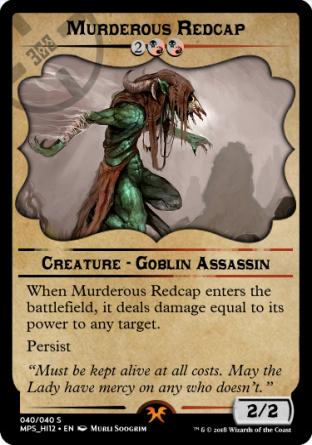 Murderous Redcap
2
Creature - Goblin Assassin
When Murderous Redcap enters the
battlefield, it deals damage equal to its
power to any target.
Persist
“Must be kept alive at all costs. May the
Lady have mercy on any who doesn't.”
2/2
040/040 S
MPS_HI12 • EN Murli Soogrim
™ & © 2018 Wizards of the Coast